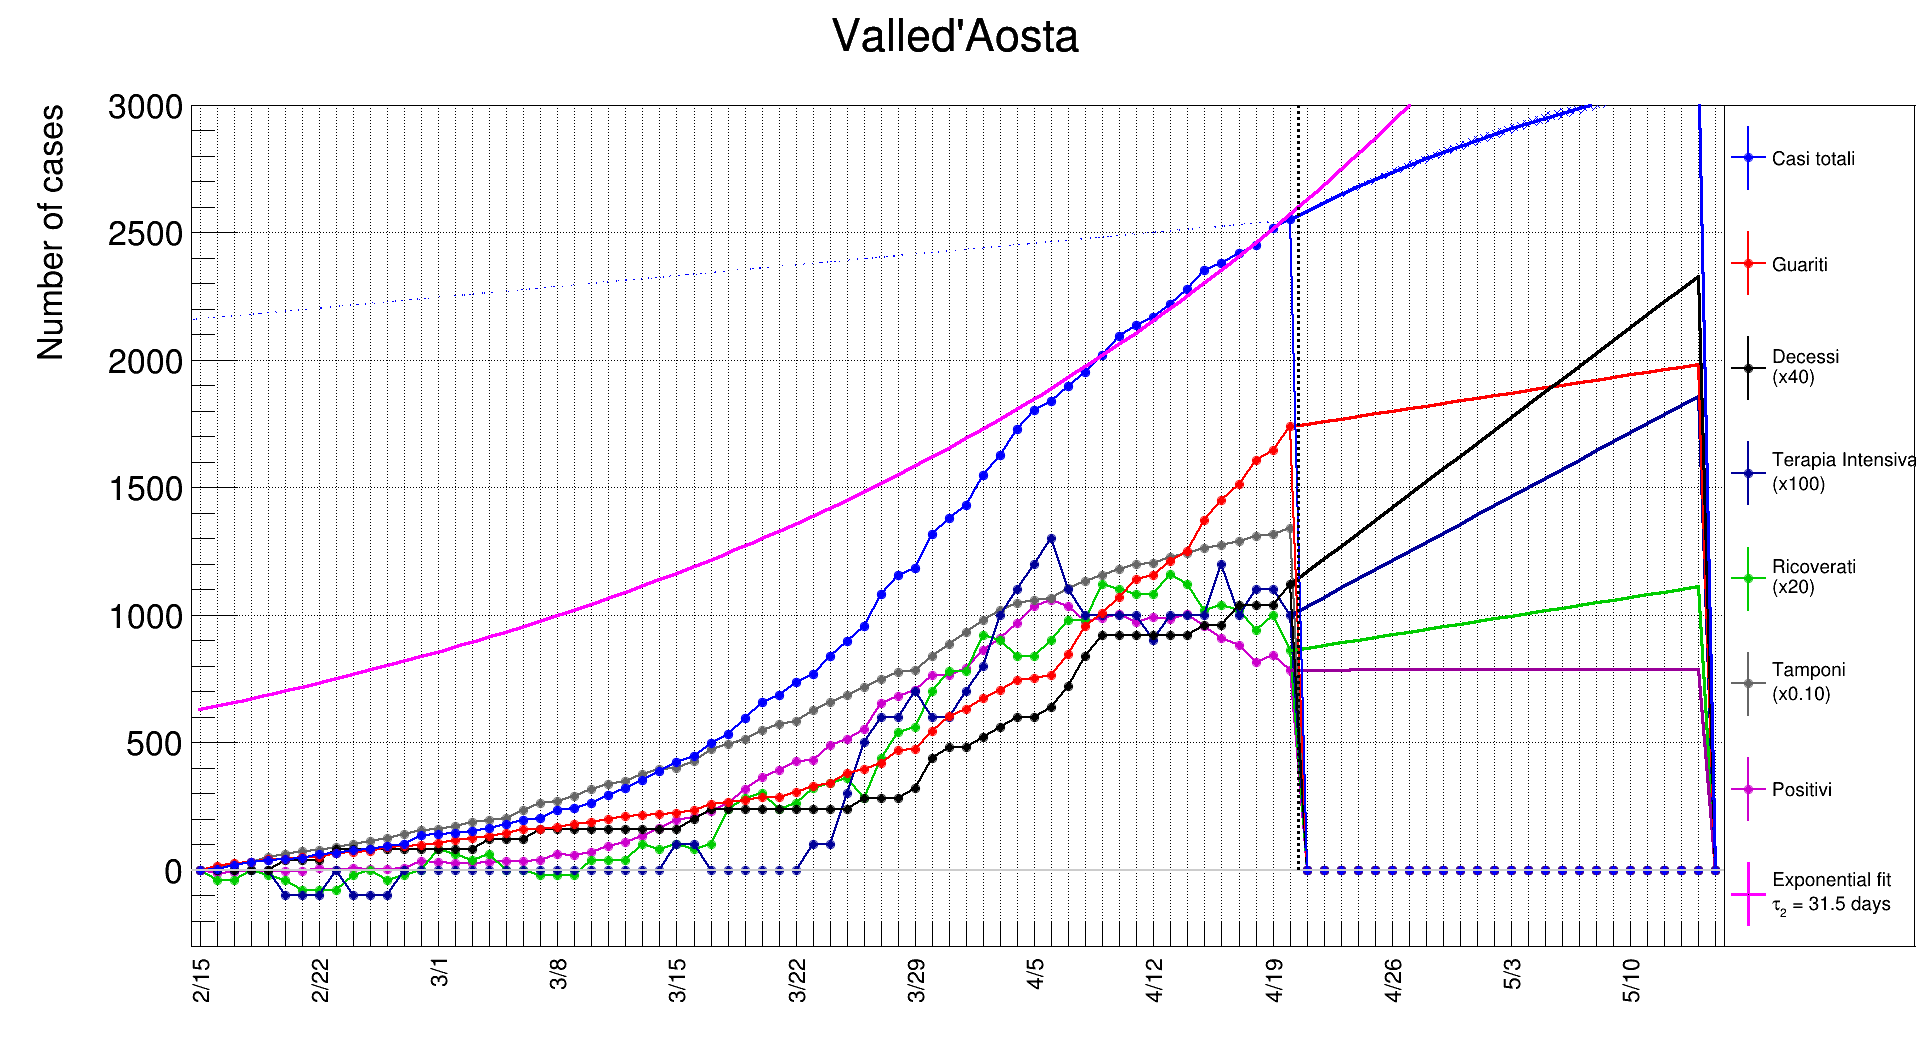 Valled'Aosta
Number of cases
3000
2500
2000
1500
1000
500
0
2/15
2/22
3/1
3/8
3/15
3/22
3/29
4/5
4/12
4/19
4/26
5/3
5/10
Casi totali
Guariti
Decessi
(x40)
Terapia Intensiva
(x100)
Ricoverati
(x20)
Tamponi
(x0.10)
Positivi
Exponential fit
τ2 = 31.5 days